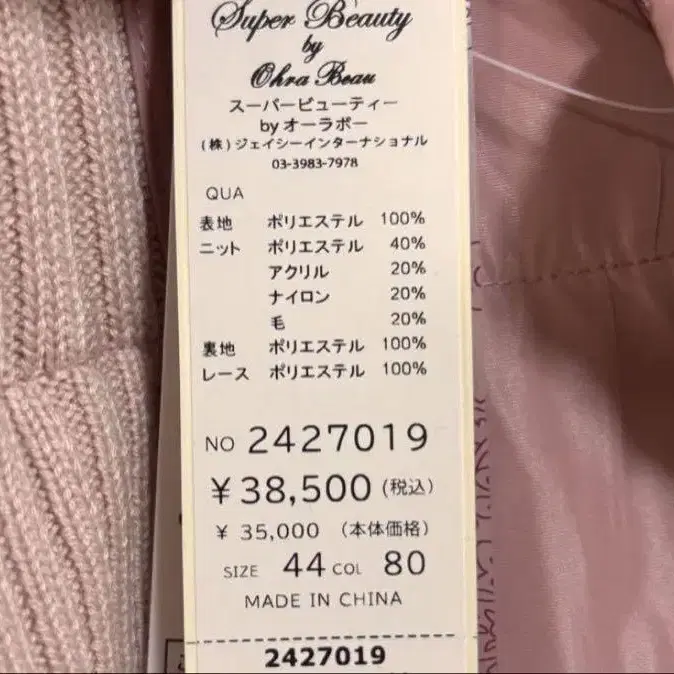 Super Beauty
by
Ohra Beau
スーパービューティー
by オーラボー
(株)ジェイシーインターナショナル
03-3983-7978
QUA
表地 ポリエステル 100%
ニット ポリエステル 40%
アクリル 20%
ナイロン 20%
毛 20%
裏地 ポリエステル 100%
レース ポリエステル 100%
NO 2427019
¥38,500 (税込)
¥ 35,000 (本体価格)
SIZE 44 COL 80
MADE IN CHINA
2427019